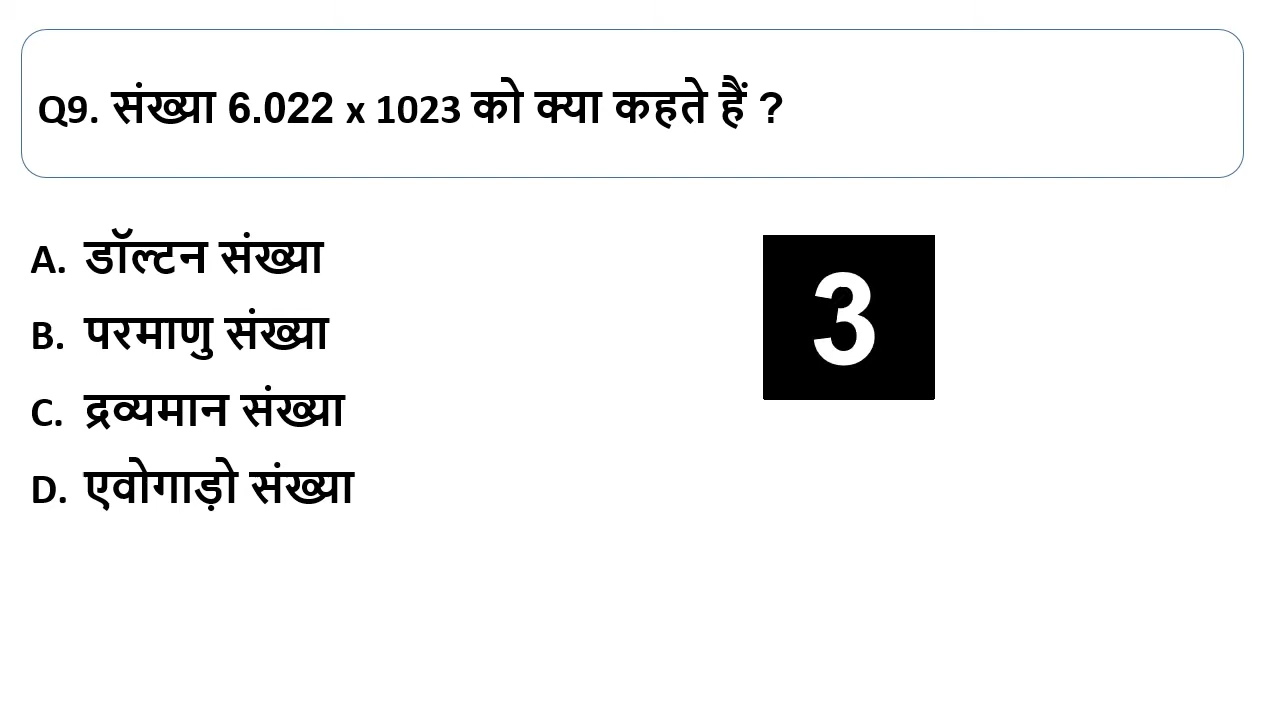 Q9. संख्या 6.022 x 1023 को क्या कहते हैं ?
A. डॉल्टन संख्या
3
B. परमाणु संख्या
C. द्रव्यमान संख्या
D. एवोगाड़ो संख्या